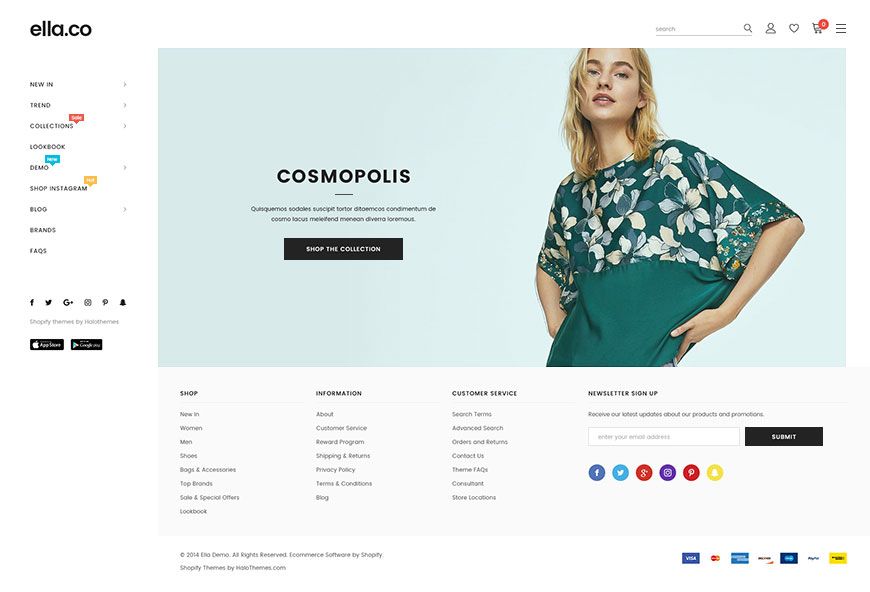 ella.co
search
0
NEW IN
TREND
Sale
COLLECTIONS
LOOKBOOK
New
DEMO
Hot
SHOP INSTAGRAM
BLOG
BRANDS
FAQS
Shopify themes by Halothemes
App Store
Google play
COSMOPOLIS
Quisquemos sodales suscipit tortor ditaemcos condimentum de
cosmo lacus meleifend menean diverra loremous.
SHOP THE COLLECTION
SHOP
New In
Women
Men
Shoes
Bags & Accessories
Top Brands
Sale & Special Offers
Lookbook
INFORMATION
About
Customer Service
Reward Program
Shipping & Returns
Privacy Policy
Terms & Conditions
Blog
CUSTOMER SERVICE
Search Terms
Advanced Search
Orders and Returns
Contact Us
Theme FAQs
Consultant
Store Locations
NEWSLETTER SIGN UP
Receive our latest updates about our products and promotions.
enter your email address
SUBMIT
© 2014 Ella Demo. All Rights Reserved. Ecommerce Software by Shopify.
Shopify Themes by HaloThemes.com
VISA
DISCOVER
PayPal